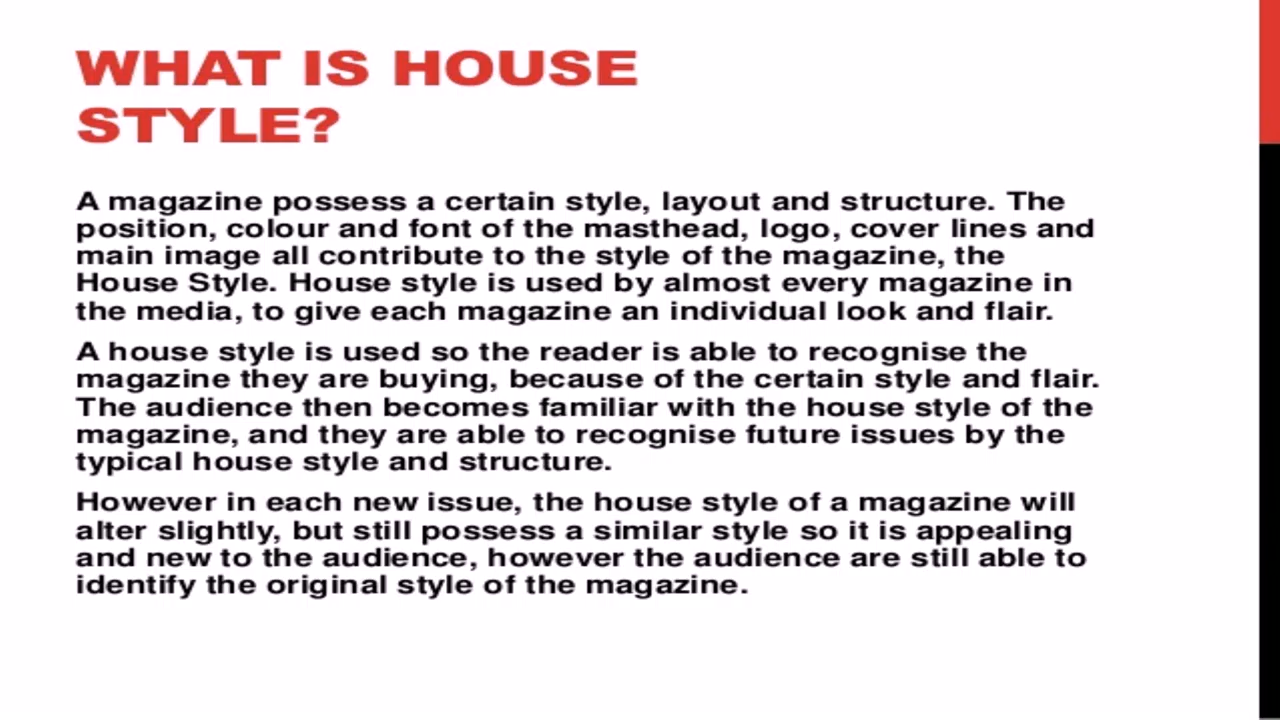 WHAT IS HOUSE
STYLE?
A magazine possess a certain style, layout and structure. The
position, colour and font of the masthead, logo, cover lines and
main image all contribute to the style of the magazine, the
House Style. House style is used by almost every magazine in
the media, to give each magazine an individual look and flair.
A house style is used so the reader is able to recognise the
magazine they are buying, because of the certain style and flair.
The audience then becomes familiar with the house style of the
magazine, and they are able to recognise future issues by the
typical house style and structure.
However in each new issue, the house style of a magazine will
alter slightly, but still possess a similar style so it is appealing
and new to the audience, however the audience are still able to
identify the original style of the magazine.